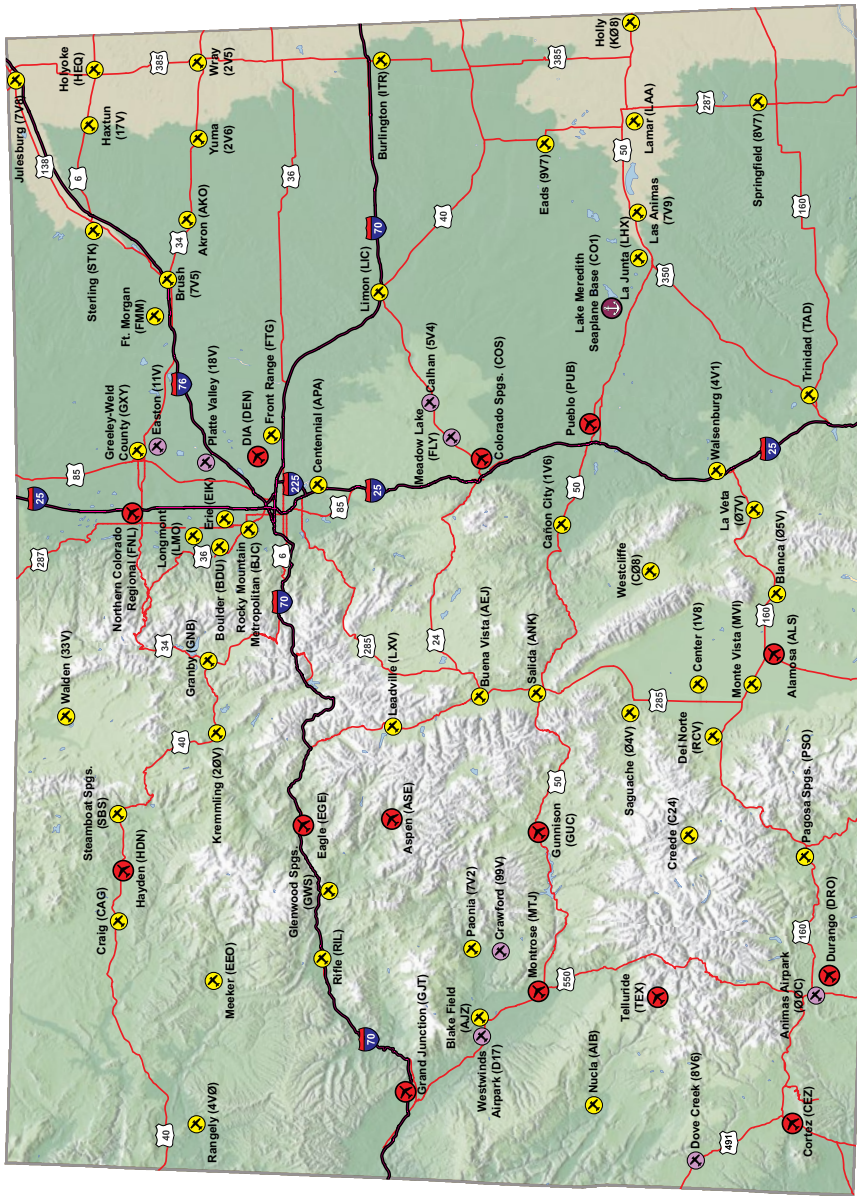 Julesburg (7V8)
Holyoke
(HEQ)
385
Wray
(2V5)
138
6
Haxtun
(17V)
Yuma
(2V6)
Sterling (STK)
34
Akron (AKO)
Brush
(7V5)
Ft. Morgan
(FMM)
76
36
Burlington (ITR)
70
40
Limon (LIC)
385
Holly
(KØ8)
287
Eads (9V7)
50
Lamar (LAA)
Springfield (8V7)
Las Animas
(7V9)
La Junta (LHX)
350
160
Lake Meredith
Seaplane Base (CO1)
Trinidad (TAD)
Greeley-Weld
County (GXY)
Easton (11V)
Platte Valley (18V)
DIA (DEN)
Front Range (FTG)
Calhan (5V4)
Meadow Lake
(FLY)
Colorado Spgs. (COS)
Pueblo (PUB)
Walsenburg (4V1)
25
85
25
Northern Colorado
Regional (FNL)
287
Longmont
(LMO)
Erie (EIK)
36
Boulder (BDU)
Rocky Mountain
Metropolitan (BJC)
225
Centennial (APA)
85
25
6
70
Cañon City (1V6)
50
La Veta
(Ø7V)
Westcliffe
(CØ8)
Blanca (Ø5V)
160
Walden (33V)
34
Granby (GNB)
285
24
Leadville (LXV)
Buena Vista (AEJ)
Salida (ANK)
Center (1V8)
Monte Vista (MVI)
Alamosa (ALS)
285
Saguache (Ø4V)
Del Norte
(RCV)
40
Kremmling (2ØV)
Steamboat Spgs.
(SBS)
Hayden (HDN)
Craig (CAG)
Eagle (EGE)
Aspen (ASE)
50
Gunnison
(GUC)
Creede (C24)
Pagosa Spgs. (PSO)
Glenwood Spgs.
(GWS)
Rifle (RIL)
Meeker (EEO)
Paonia (7V2)
Crawford (99V)
Montrose (MTJ)
550
160
Durango (DRO)
Animas Airpark
(ØØC)
Telluride
(TEX)
Blake Field
(AJZ)
Westwinds
Airpark (D17)
70
Grand Junction (GJT)
Nucla (AIB)
Rangely (4VØ)
40
Dove Creek (8V6)
491
Cortez (CEZ)